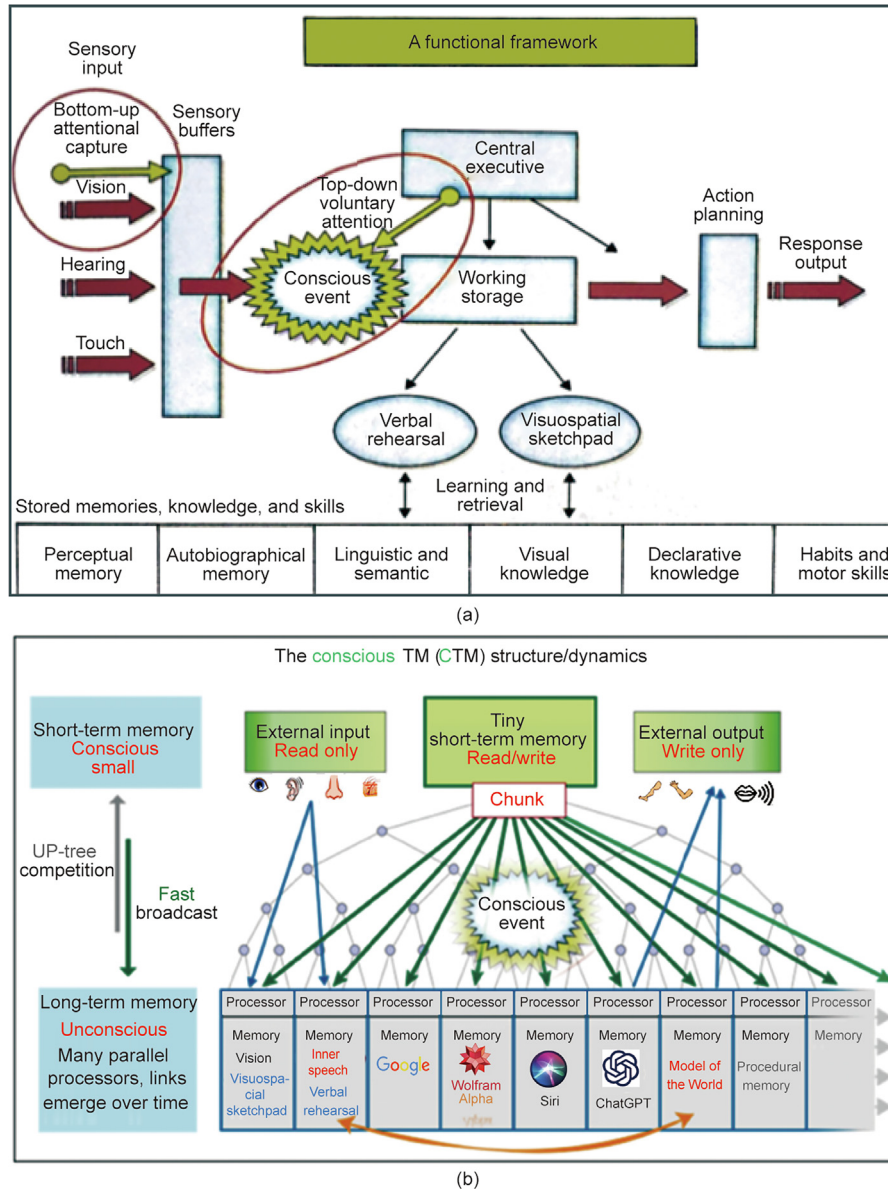 A functional framework
Sensory
input
Bottom-up
attentional
capture
Vision
Hearing
Touch
Sensory
buffers
Central
executive
Top-down
voluntary
attention
Conscious
event
Working
storage
Action
planning
Response
output
Verbal
rehearsal
Visuospatial
sketchpad
Learning and
retrieval
Stored memories, knowledge, and skills
Perceptual
memory
Autobiographical
memory
Linguistic and
semantic
Visual
knowledge
Declarative
knowledge
Habits and
motor skills
(a)
The conscious TM (CTM) structure/dynamics
Short-term memory
Conscious
small
External input
Read only
Tiny
short-term memory
Read/write
External output
Write only
Chunk
UP-tree
competition
Fast
broadcast
Conscious
event
Long-term memory
Unconscious
Many parallel
processors, links
emerge over time
Processor
Memory
Vision
Visuospa-
cial
sketchpad
Processor
Memory
Inner
speech
Verbal
rehearsal
Processor
Memory
Google
Processor
Memory
Wolfram
Alpha
Processor
Memory
Siri
Processor
Memory
ChatGPT
Processor
Memory
Model of
the World
Processor
Memory
Procedural
memory
Processor
Memory
(b)